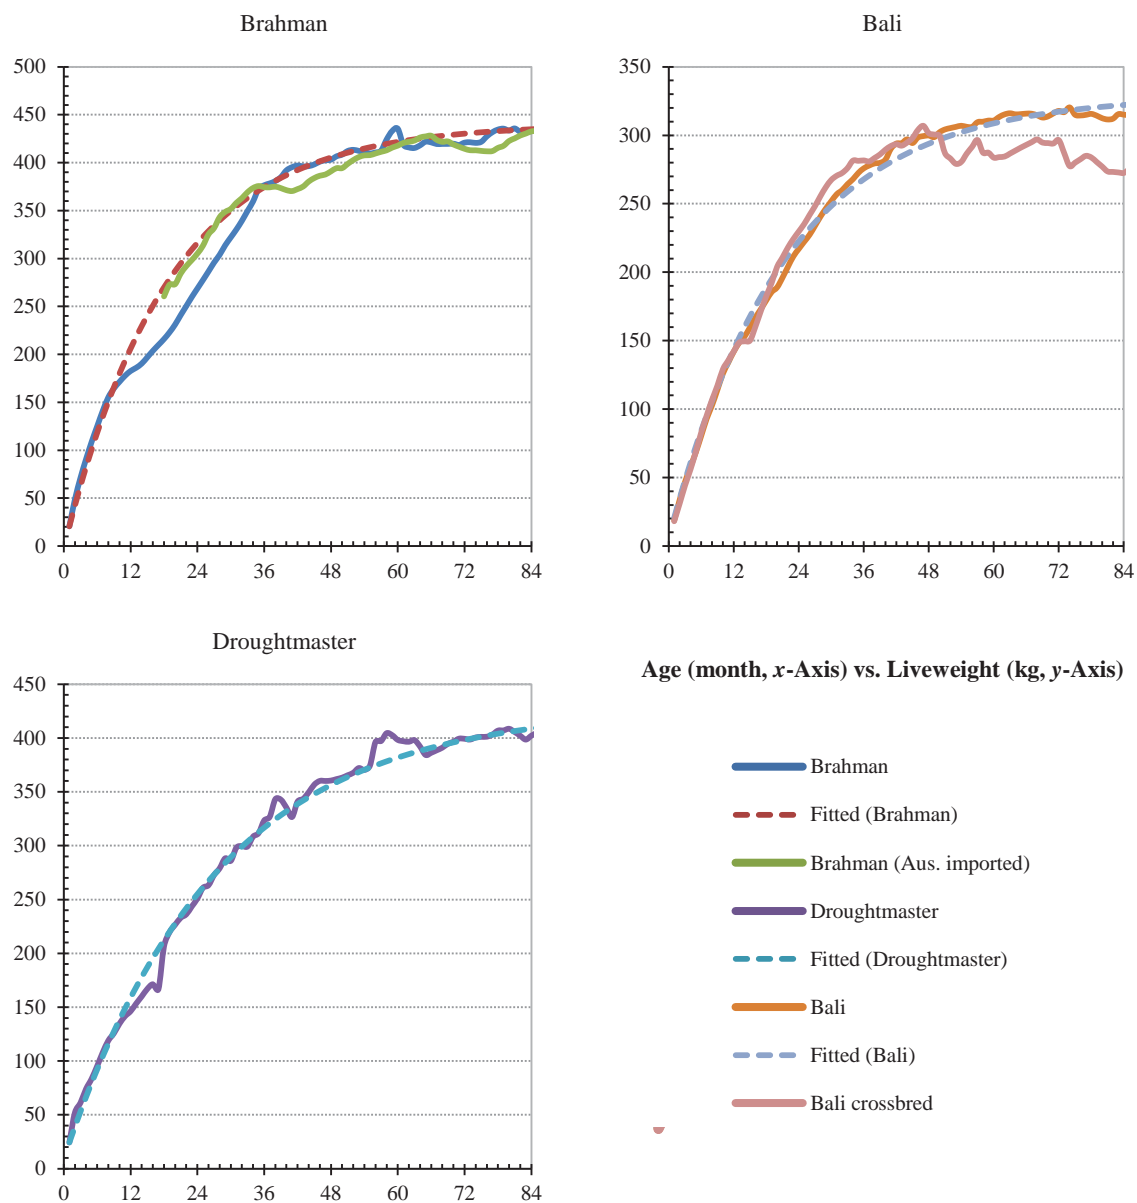 Brahman
500
450
400
350
300
250
200
150
100
50
0
0 12 24 36 48 60 72 84
Bali
350
300
250
200
150
100
50
0
0 12 24 36 48 60 72 84
Droughtmaster
450
400
350
300
250
200
150
100
50
0
0 12 24 36 48 60 72 84
Age (month, x-Axis) vs. Liveweight (kg, y-Axis)
Brahman
Fitted (Brahman)
Brahman (Aus. imported)
Droughtmaster
Fitted (Droughtmaster)
Bali
Fitted (Bali)
Bali crossbred